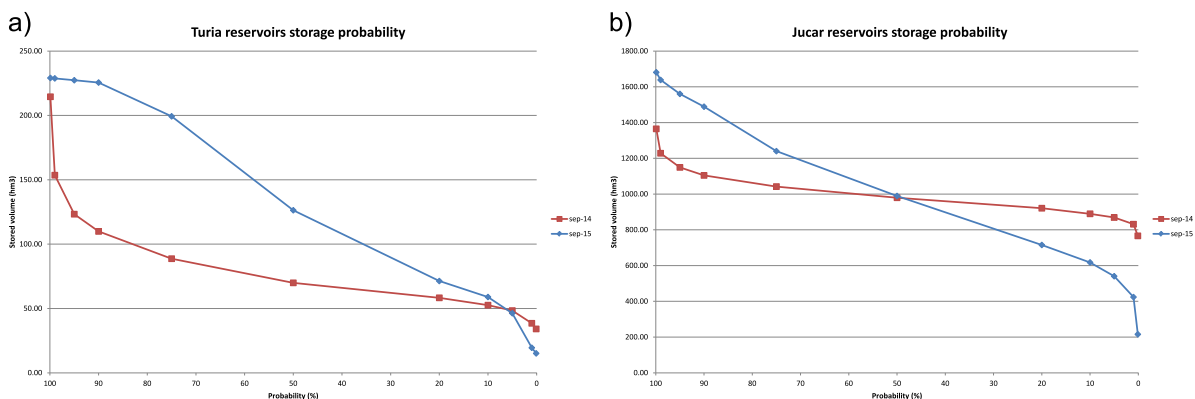 a)
Turia reservoirs storage probability
250.00
200.00
150.00
100.00
50.00
0.00
Stored volume (hm3)
100 90 80 70 60 50 40 30 20 10 0
Probability (%)
sep-14
sep-15
b)
Jucar reservoirs storage probability
1800.00
1600.00
1400.00
1200.00
1000.00
800.00
600.00
400.00
200.00
0.00
Stored volume (hm3)
100 90 80 70 60 50 40 30 20 10 0
Probability (%)
sep-14
sep-15